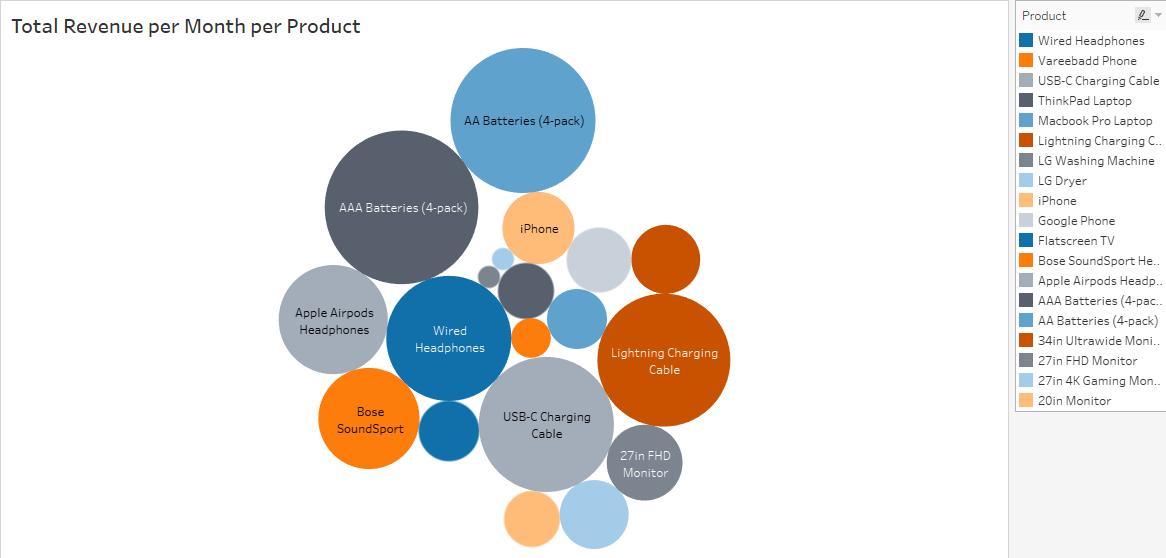 Total Revenue per Month per Product
AA Batteries (4-pack)
AAA Batteries (4-pack)
iPhone
Apple Airpods
Headphones
Wired
Headphones
Lightning Charging
Cable
Bose
SoundSport
USB-C Charging
Cable
27in FHD
Monitor
Product
Wired Headphones
Vareebadd Phone
USB-C Charging Cable
ThinkPad Laptop
Macbook Pro Laptop
Lightning Charging C..
LG Washing Machine
LG Dryer
iPhone
Google Phone
Flatscreen TV
Bose SoundSport He..
Apple Airpods Headp..
AAA Batteries (4-pac..
AA Batteries (4-pack)
34in Ultrawide Moni..
27in FHD Monitor
27in 4K Gaming Mon..
20in Monitor